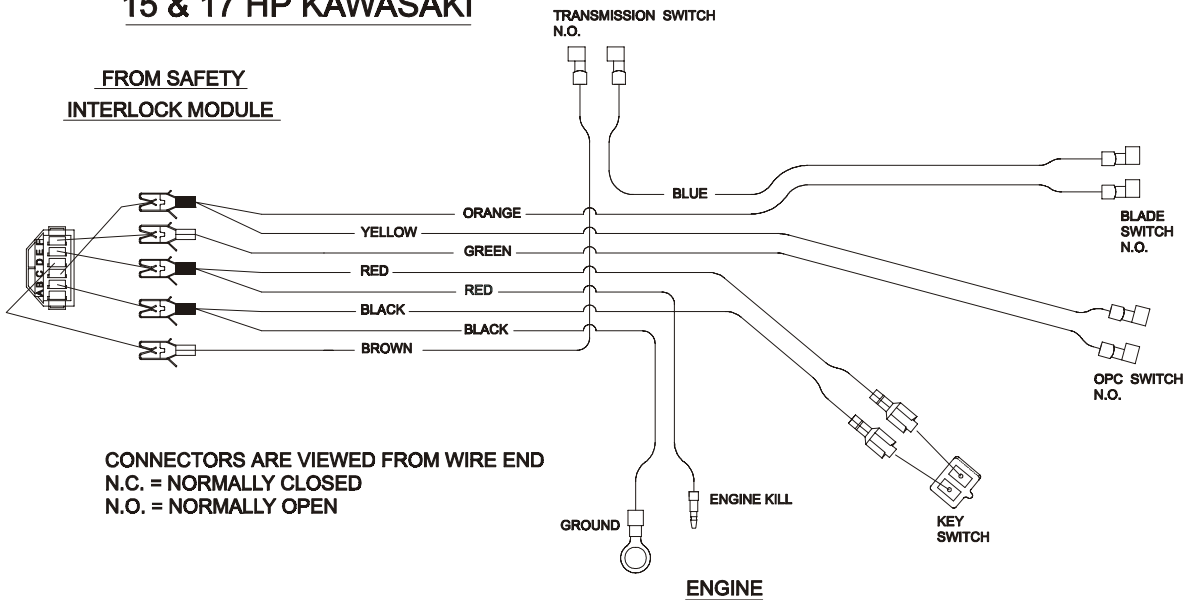 15 & 17 HP KAWASAKI
TRANSMISSION SWITCH
N.O.
FROM SAFETY
INTERLOCK MODULE
BLUE
ORANGE
YELLOW
GREEN
RED
RED
BLACK
BLACK
BROWN
BLADE
SWITCH
N.O.
A B C D E F
OPC SWITCH
N.O.
CONNECTORS ARE VIEWED FROM WIRE END
N.C. = NORMALLY CLOSED
N.O. = NORMALLY OPEN
ENGINE KILL
GROUND
KEY
SWITCH
ENGINE